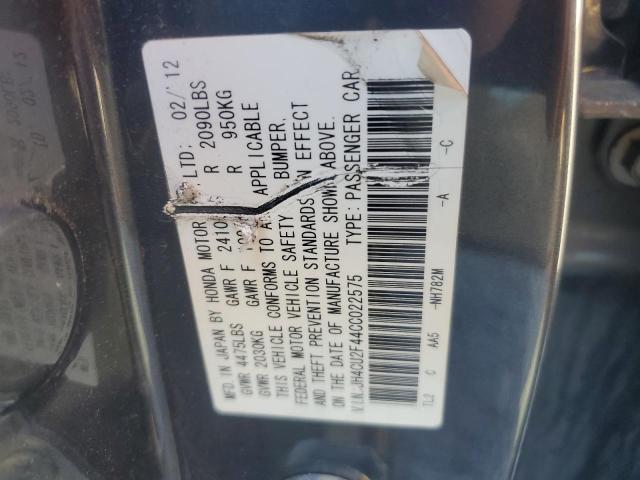 MFD. IN JAPAN BY HONDA MOTOR LTD: 02/'12
GVWR 4475LBS GAWR F 2410 R 2090LBS
GVWR 2030KG GAWR F R 950KG
THIS VEHICLE CONFORMS TO APPLICABLE
FEDERAL MOTOR VEHICLE SAFETY BUMPER,
AND THEFT PREVENTION STANDARDS IN EFFECT
ON THE DATE OF MANUFACTURE SHOWN ABOVE.
V.I.N.:JH4CU2F44CC022575 TYPE: PASSENGER CAR
-A -C
TL2 C AA5 -NH782M